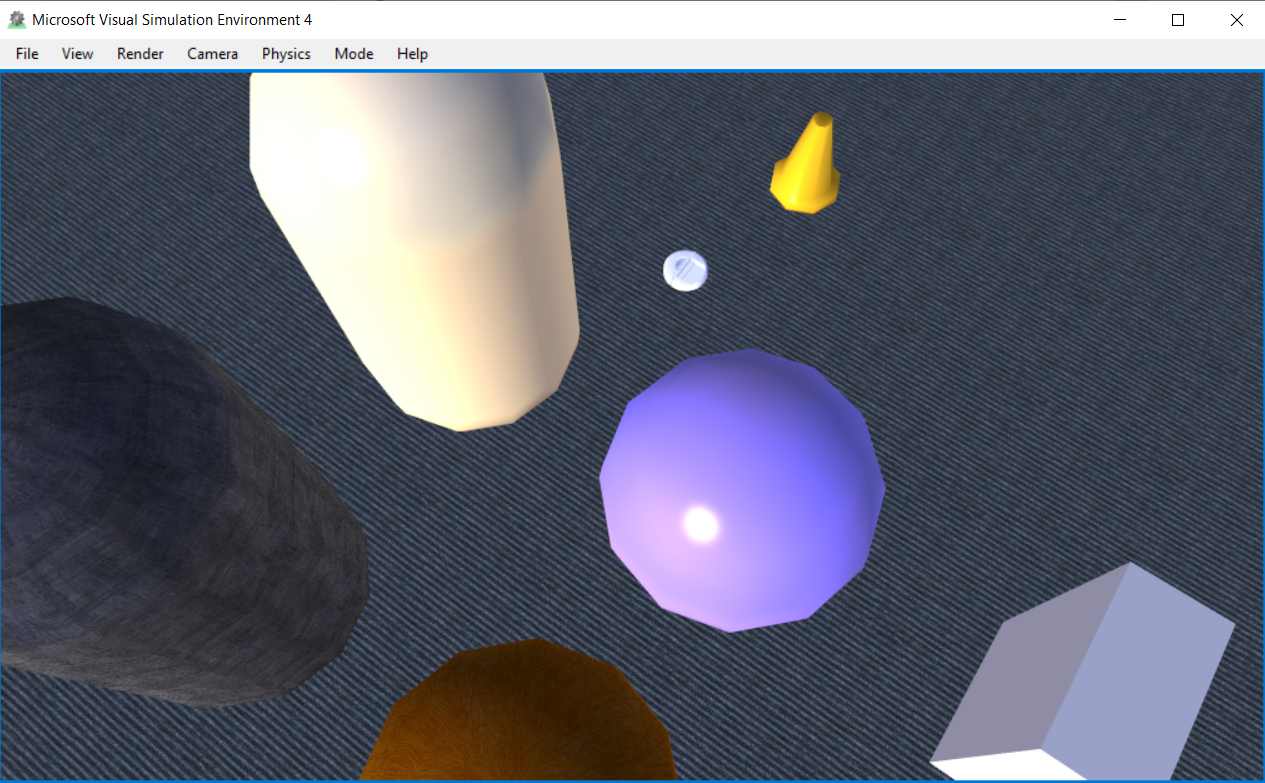 Microsoft Visual Simulation Environment 4
File View Render Camera Physics Mode Help